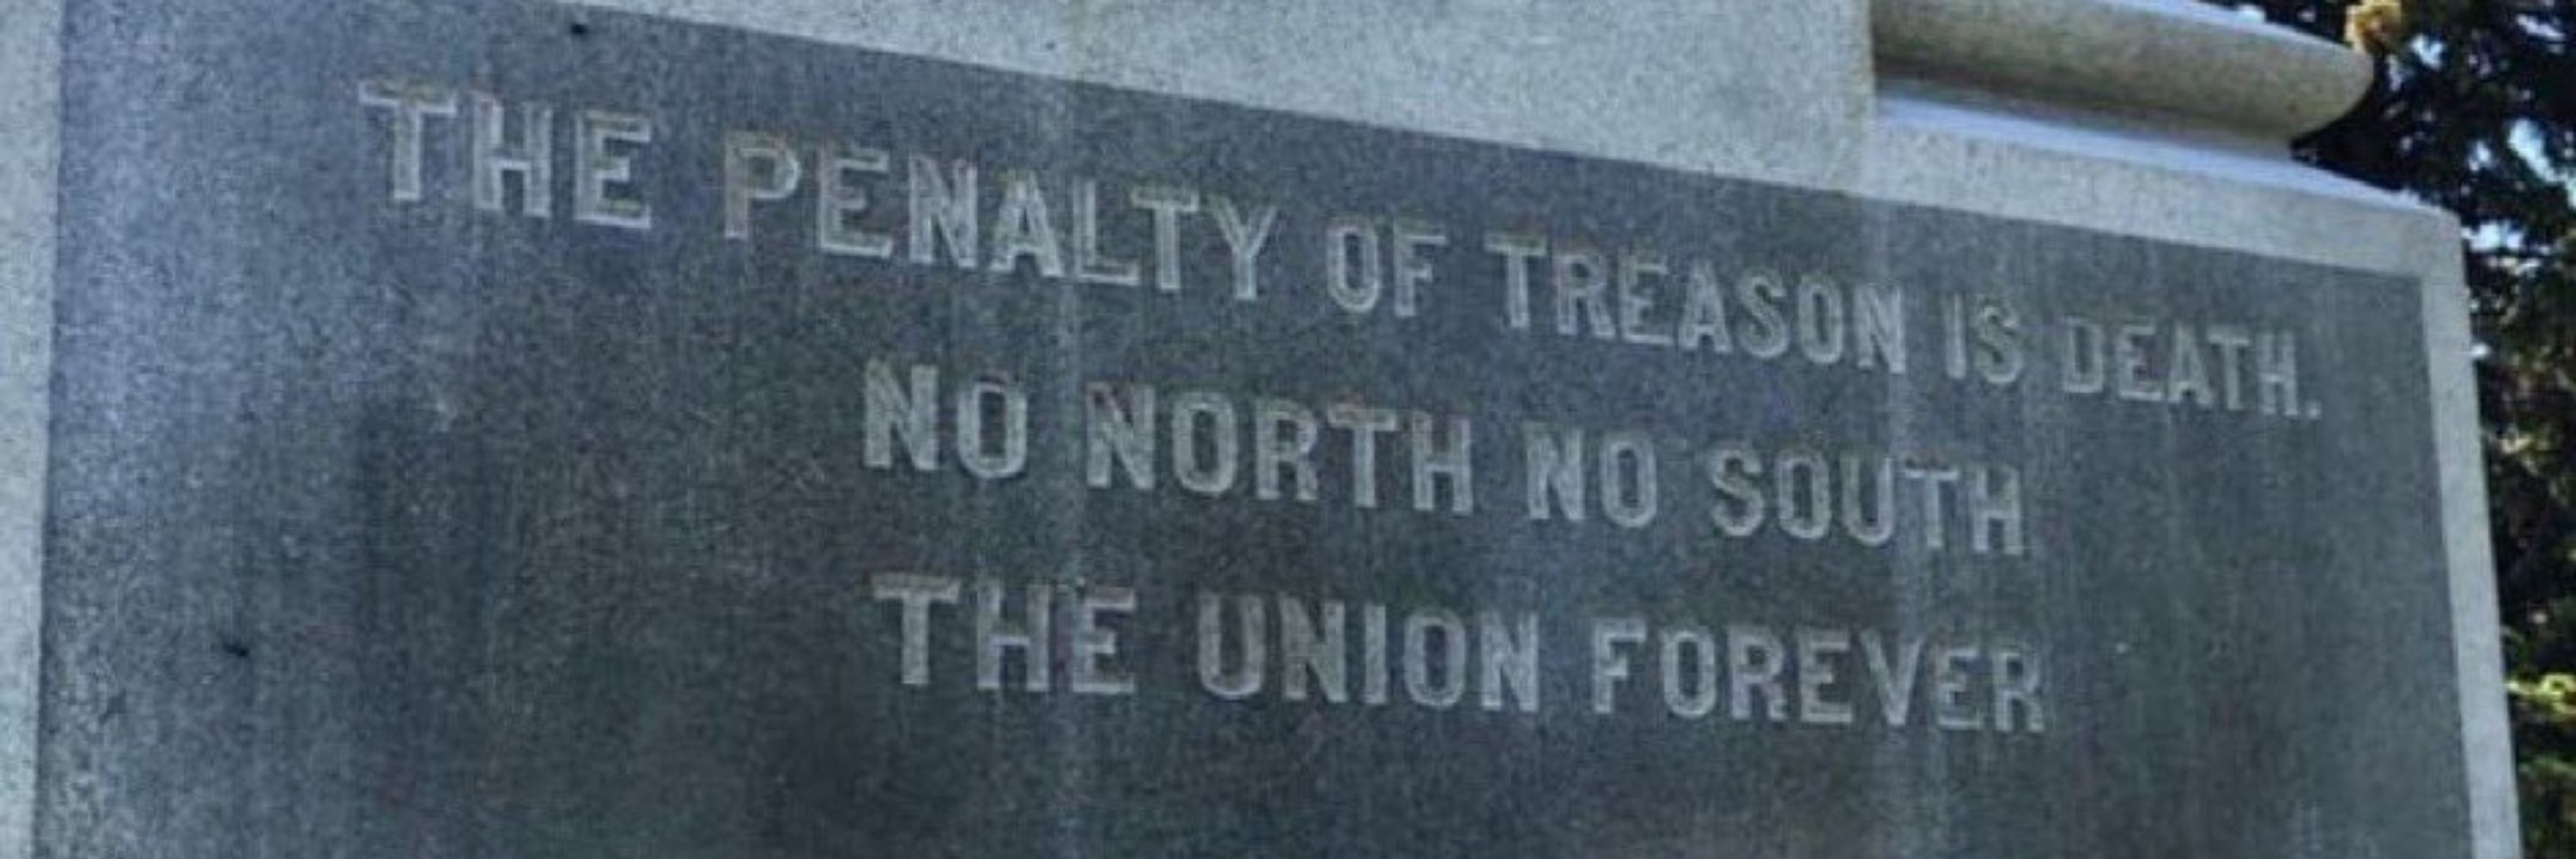 THE PENALTY OF TREASON IS DEATH.
NO NORTH NO SOUTH
THE UNION FOREVER